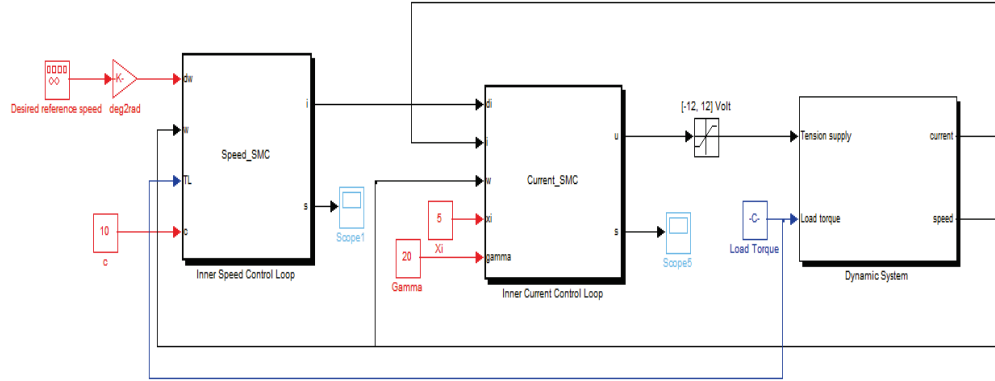 Desired reference speed
K-
deg2rad
dw
w
TL
c
Speed_SMC
i
s
Inner Speed Control Loop
10
c
Scope1
di
i
w
xi
gamma
Current_SMC
u
s
Inner Current Control Loop
5
Xi
20
Gamma
Scope5
[-12, 12] Volt
-C-
Load Torque
Tension supply
Load torque
current
speed
Dynamic System